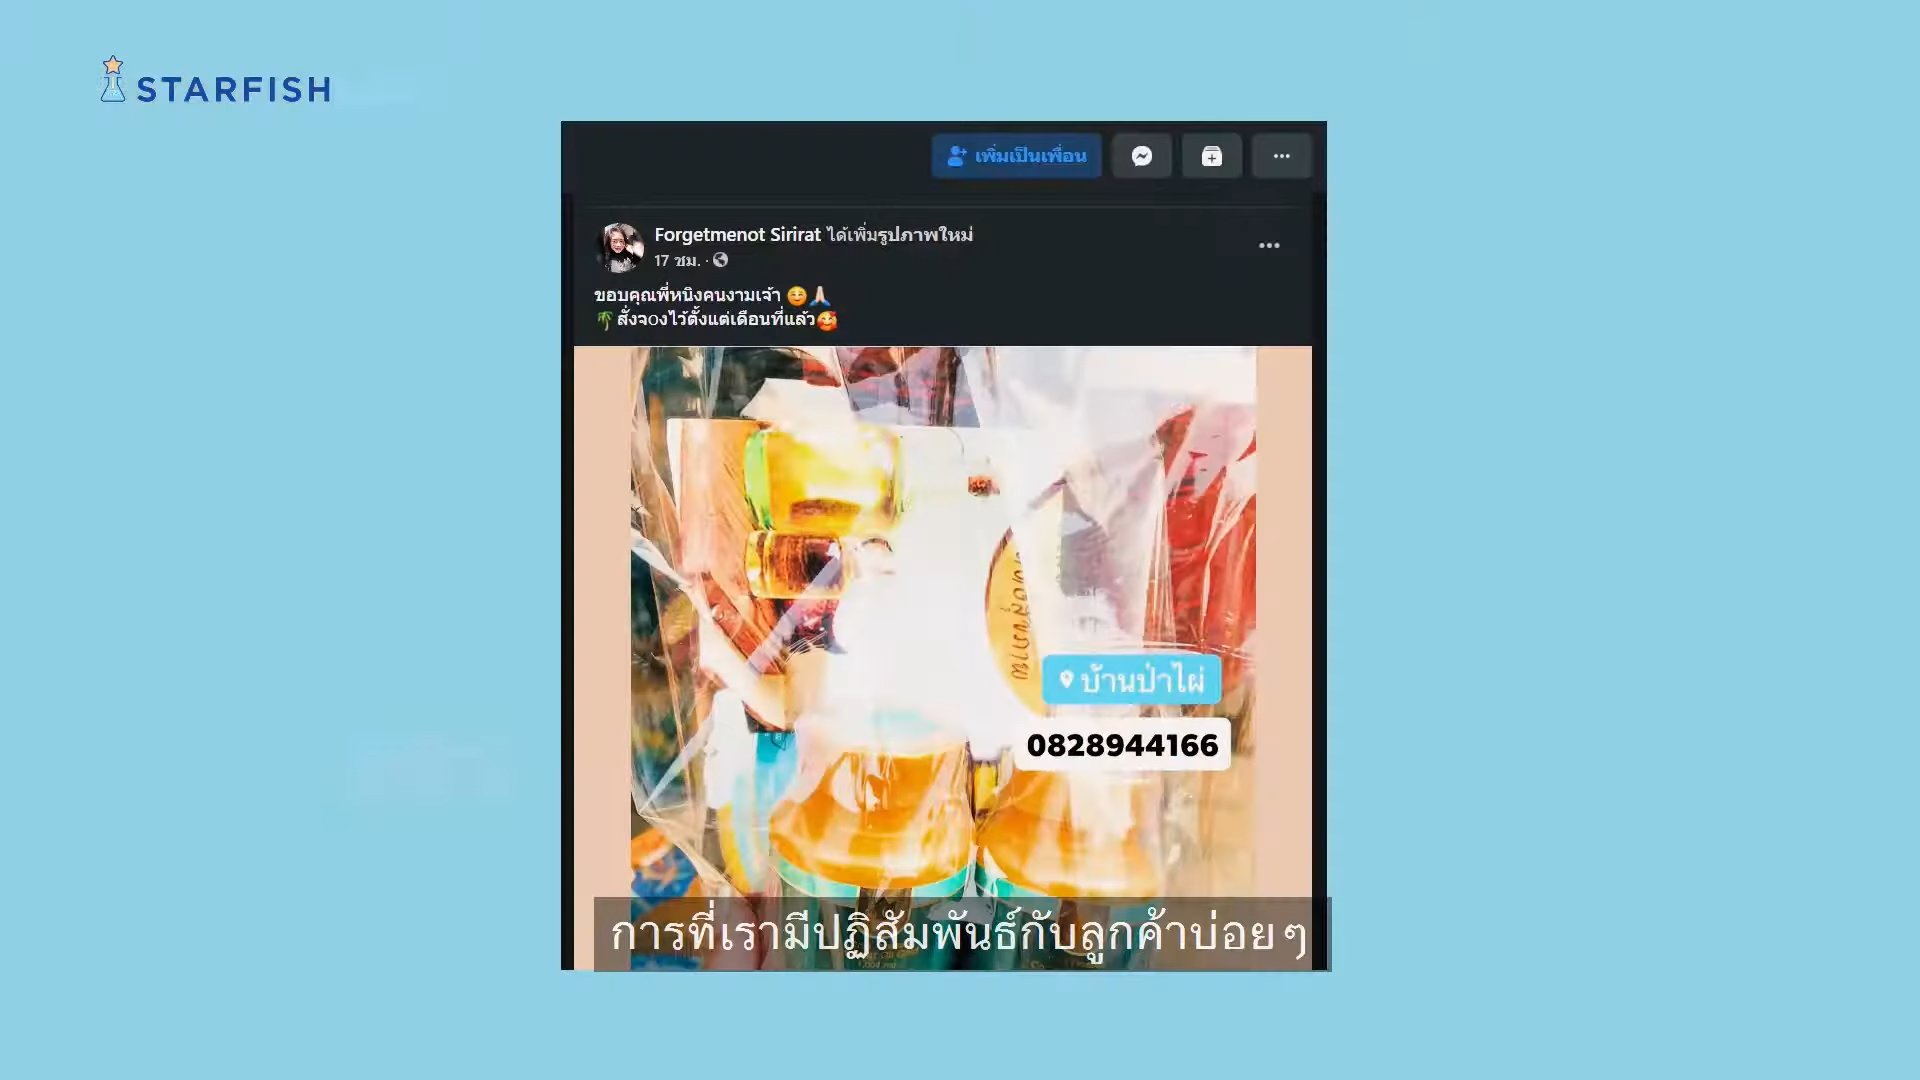 STARFISH
เพิ่มเป็นเพื่อน
Forgetmenot Sirirat ได้เพิ่มรูปภาพใหม่
17 ชม. ·
ขอบคุณพี่หนิงคนงามเจ้า 😊🙏🏻
🌴สั่งจองไว้ตั้งแต่เดือนที่แล้ว🥰
บ้านป่าไผ่
0828944166
การที่เรามีปฏิสัมพันธ์กับลูกค้าบ่อยๆ